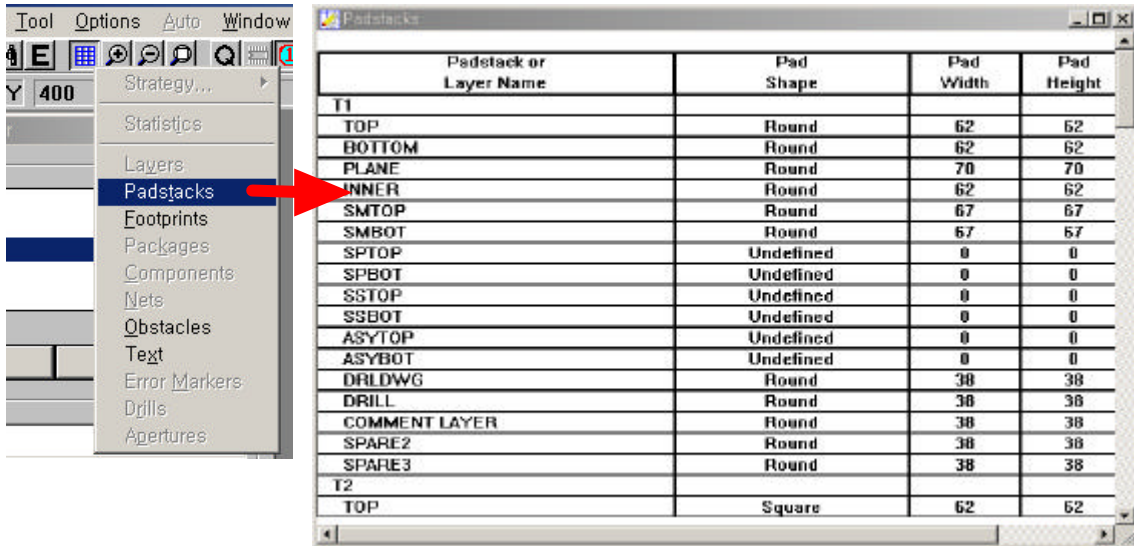 Tool Options Auto Window
E Q
Y 400
Strategy...
Statistics
Layers
Padstacks
Footprints
Packages
Components
Nets
Obstacles
Text
Error Markers
Drills
Apertures
Padstacks
Padstack or Layer Name Pad Shape Pad Width Pad Height
T1
TOP Round 62 62
BOTTOM Round 62 62
PLANE Round 70 70
INNER Round 62 62
SMTOP Round 67 67
SMBOT Round 67 67
SPTOP Undefined 0 0
SPBOT Undefined 0 0
SSTOP Undefined 0 0
SSBOT Undefined 0 0
ASYTOP Undefined 0 0
ASYBOT Undefined 0 0
DRLDWG Round 38 38
DRILL Round 38 38
COMMENT LAYER Round 38 38
SPARE2 Round 38 38
SPARE3 Round 38 38
T2
TOP Square 62 62